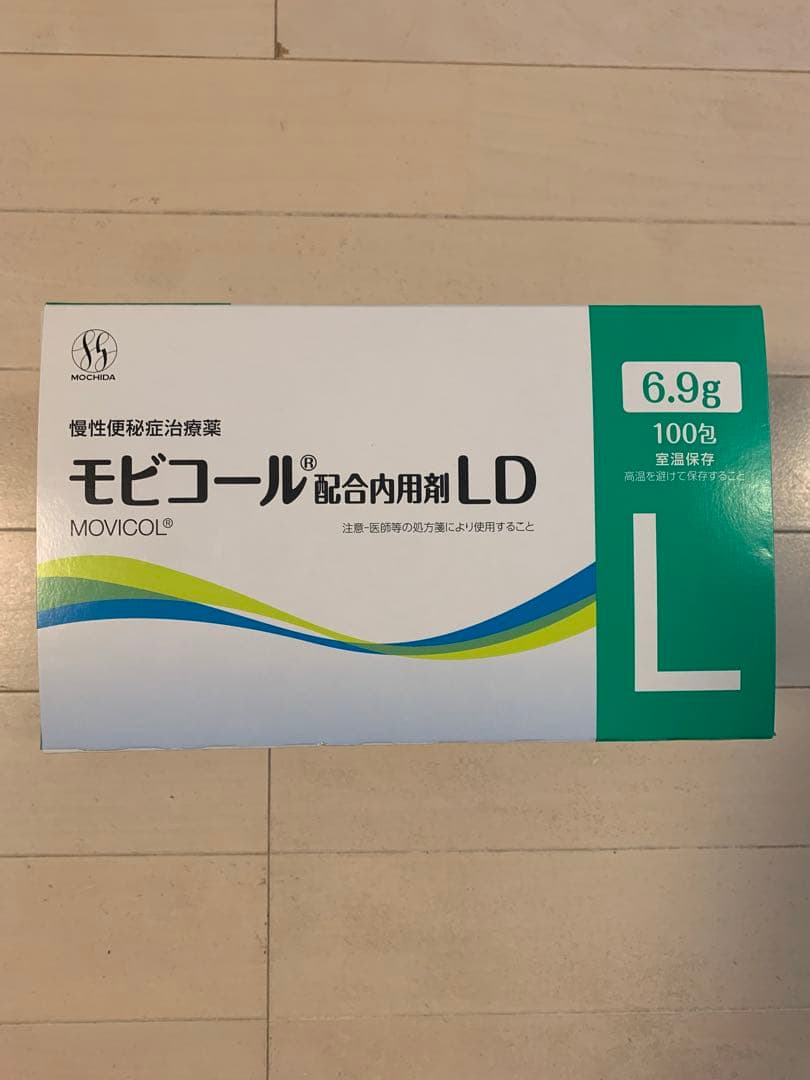 MOCHIDA
慢性便秘症治療薬
モビコール®配合内用剤LD
MOVICOL®
注意-医師等の処方箋により使用すること
6.9g
100包
室温保存
高温を避けて保存すること
L